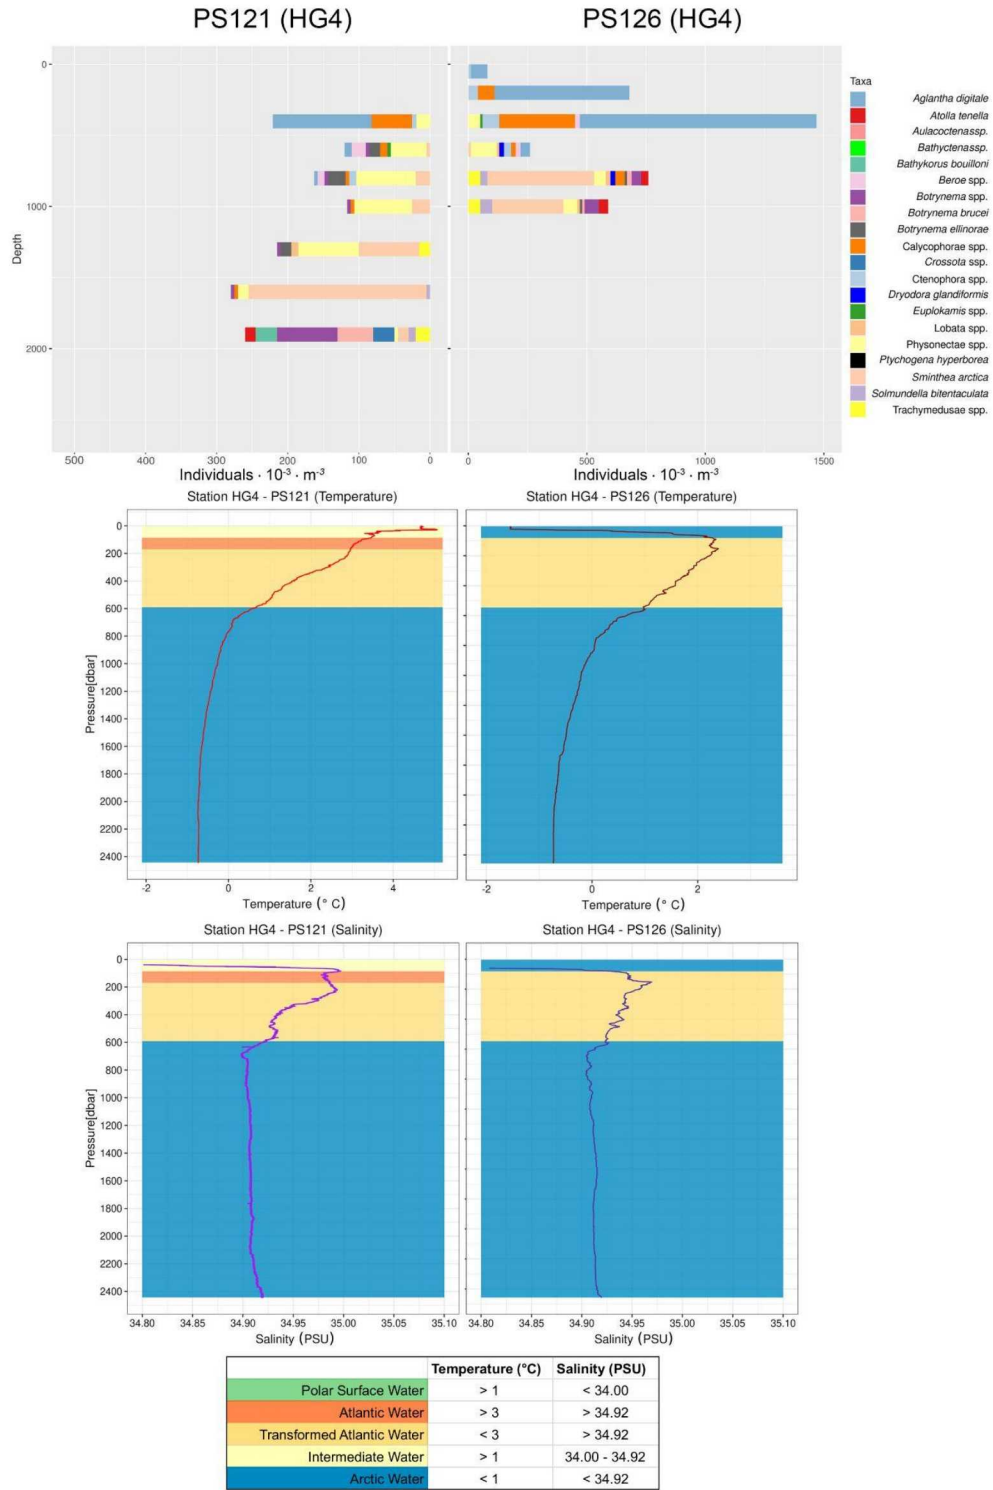 PS121 (HG4)
PS126 (HG4)
Depth
0
1000
2000
500
400
300
200
100
0
Individuals · 10⁻³ · m⁻³
0
500
1000
1500
Individuals · 10⁻³ · m⁻³
Taxa
Aglantha digitale
Atolla tenella
Aulacoctenassp.
Bathyctenassp.
Bathykorus bouilloni
Beroe spp.
Botrynema spp.
Botrynema brucei
Botrynema ellinorae
Calycophorae spp.
Crossota ssp.
Ctenophora spp.
Dryodora glandiformis
Euplokamis spp.
Lobata spp.
Physonectae spp.
Ptychogena hyperborea
Sminthea arctica
Solmundella bitentaculata
Trachymedusae spp.
Station HG4 - PS121 (Temperature)
Pressure[dbar]
0
200
400
600
800
1000
1200
1400
1600
1800
2000
2200
2400
-2
0
2
4
Temperature (° C)
Station HG4 - PS126 (Temperature)
-2
0
2
Temperature (° C)
Station HG4 - PS121 (Salinity)
Pressure[dbar]
0
200
400
600
800
1000
1200
1400
1600
1800
2000
2200
2400
34.80
34.85
34.90
34.95
35.00
35.05
35.10
Salinity (PSU)
Station HG4 - PS126 (Salinity)
34.80
34.85
34.90
34.95
35.00
35.05
35.10
Salinity (PSU)
Temperature (°C) Salinity (PSU)
Polar Surface Water > 1 < 34.00
Atlantic Water > 3 > 34.92
Transformed Atlantic Water < 3 > 34.92
Intermediate Water > 1 34.00 - 34.92
Arctic Water < 1 < 34.92